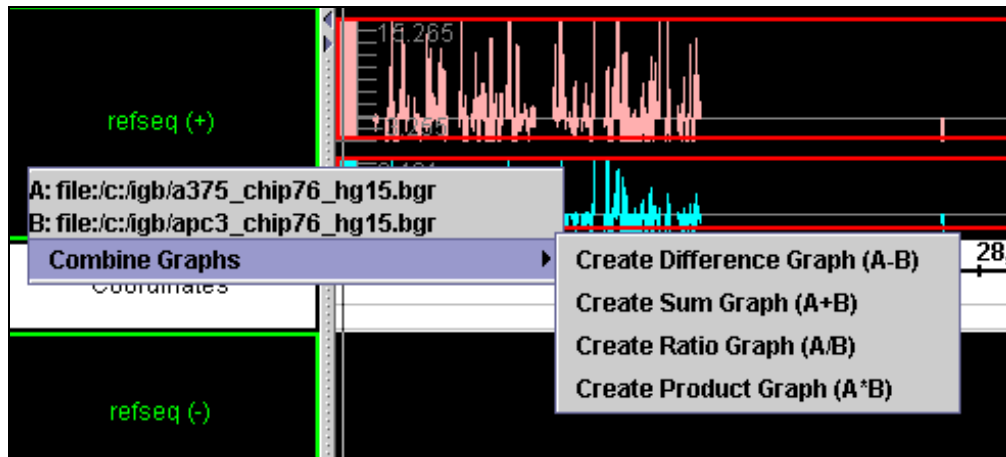 15.265
refseq (+)
A: file:/c:/igb/a375_chip76_hg15.bgr
B: file:/c:/igb/apc3_chip76_hg15.bgr
Combine Graphs
Create Difference Graph (A-B)
Create Sum Graph (A+B)
Create Ratio Graph (A/B)
Create Product Graph (A*B)
28,
Coordinates
refseq (-)